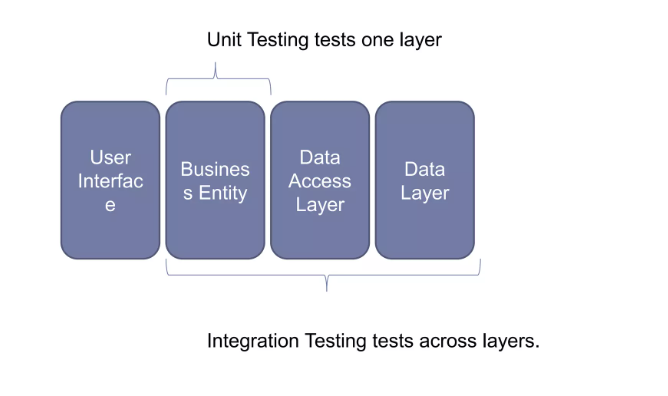 Unit Testing tests one layer
User
Interfac
e
Busines
s Entity
Data
Access
Layer
Data
Layer
Integration Testing tests across layers.